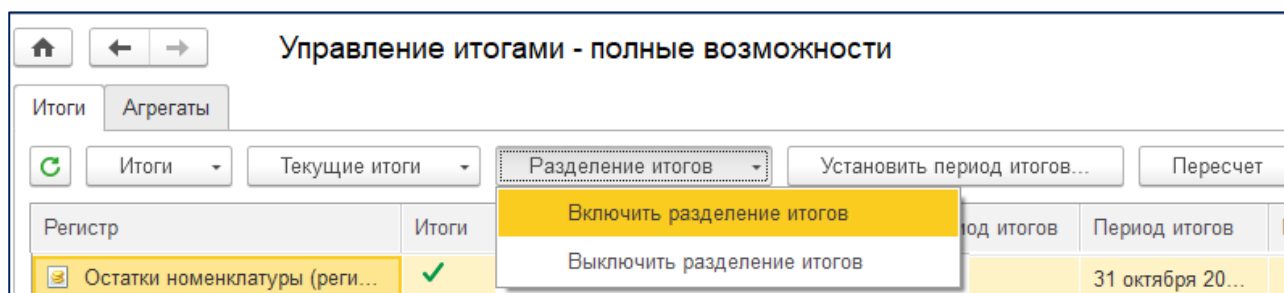 Управление итогами - полные возможности
Итоги Агрегаты
Итоги Текущие итоги Разделение итогов Установить период итогов... Пересчет
Включить разделение итогов
Регистр Итоги иод итогов Период итогов
Выключить разделение итогов
Остатки номенклатуры (реги... 31 октября 20...